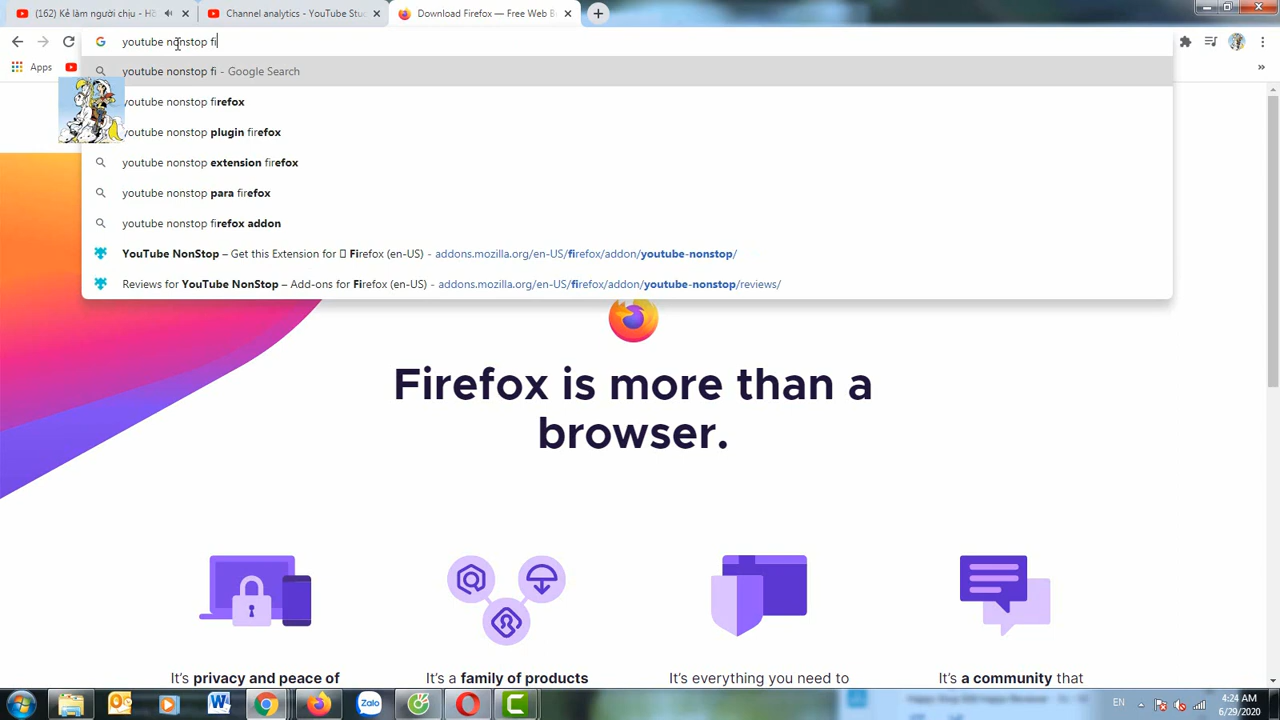 (162) Kẻ làm người chịu - H
Channel analytics - YouTube Stu
Download Firefox — Free Web B
youtube nonstop fi
Apps
»
youtube nonstop fi - Google Search
youtube nonstop firefox
youtube nonstop plugin firefox
youtube nonstop extension firefox
youtube nonstop para firefox
youtube nonstop firefox addon
YouTube NonStop – Get this Extension for 🦊 Firefox (en-US) - addons.mozilla.org/en-US/firefox/addon/youtube-nonstop/
Reviews for YouTube NonStop – Add-ons for Firefox (en-US) - addons.mozilla.org/en-US/firefox/addon/youtube-nonstop/reviews/
Firefox is more than a
browser.
It's privacy and peace of
It's a family of products
It's everything you need to
It's a community that
Zalo
EN
4:24 AM
6/29/2020